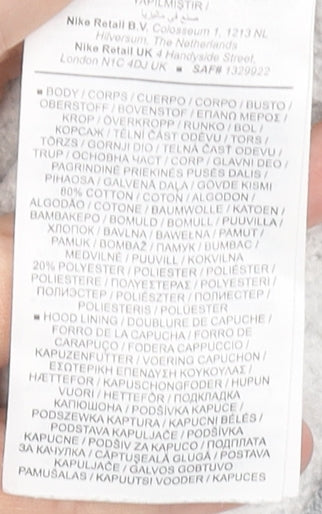 YAPILMIŞTIR /
صنع في ماليزيا
Nike Retail B.V. Colosseum 1, 1213 NL
Hilversum, The Netherlands
Nike Retail UK 4 Handyside Street,
London N1C 4DJ UK ■ SAF# 1329922
■ BODY / CORPS / CUERPO / CORPO / BUSTO /
OBERSTOFF / BOVENSTOF / ΕΠΑΝΩ ΜΕΡΟΣ /
KROP / ÖVERKROPP / RUNKO / BOL /
КОРСАЖ / TĚLNÍ ČÁST ODĚVU / TORS /
TÖRZS / GORNJI DIO / TELNÁ ČASŤ ODEVU /
TRUP / ОСНОВНА ЧАСТ / CORP / GLAVNI DEO /
PAGRINDINĖ PRIEKINĖS PUSĖS DALIS /
PIHAOSA / GALVENĀ DAĻA / GÖVDE KISMI
80% COTTON / COTON / ALGODON /
ALGODÃO / COTONE / BAUMWOLLE / KATOEN /
ΒΑΜΒΑΚΕΡΟ / BOMULD / BOMULL / PUUVILLA /
ХЛОПОК / BAVLNA / BAWEŁNA / PAMUT /
PAMUK / BOMBAŽ / ПАМУК / BUMBAC /
MEDVILNĖ / PUUVILL / KOKVILNA
20% POLYESTER / POLIESTER / POLIÉSTER /
POLIESTERE / ΠΟΛΥΕΣΤΕΡΑΣ / POLYESTERI /
ПОЛИЭСТЕР / POLIÉSZTER / ПОЛИЕСТЕР /
POLIESTERIS / POLÜESTER
■ HOOD LINING / DOUBLURE DE CAPUCHE /
FORRO DE LA CAPUCHA / FORRO DE
CARAPUÇO / FODERA CAPPUCCIO /
KAPUZENFUTTER / VOERING CAPUCHON /
ΕΣΩΤΕΡΙΚΗ ΕΠΕΝΔΥΣΗ ΚΟΥΚΟΥΛΑΣ /
HÆTTEFOR / KAPUSCHONGFODER / HUPUN
VUORI / HETTEFÔR / ПОДКЛАДКА
КАПЮШОНА / PODŠÍVKA KAPUCE /
PODSZEWKA KAPTURA / KAPUCNI BÉLÉS /
PODSTAVA KAPULJAČE / PODŠÍVKA
KAPUCNE / PODŠIV ZA KAPUCO / ПОДПЛАТА
ЗА КАЧУЛКА / CĂPTUȘEALĂ GLUGĂ / POSTAVA
KAPULJAČE / GALVOS GOBTUVO
PAMUŠALAS / KAPUUTSI VOODER / KAPUCES